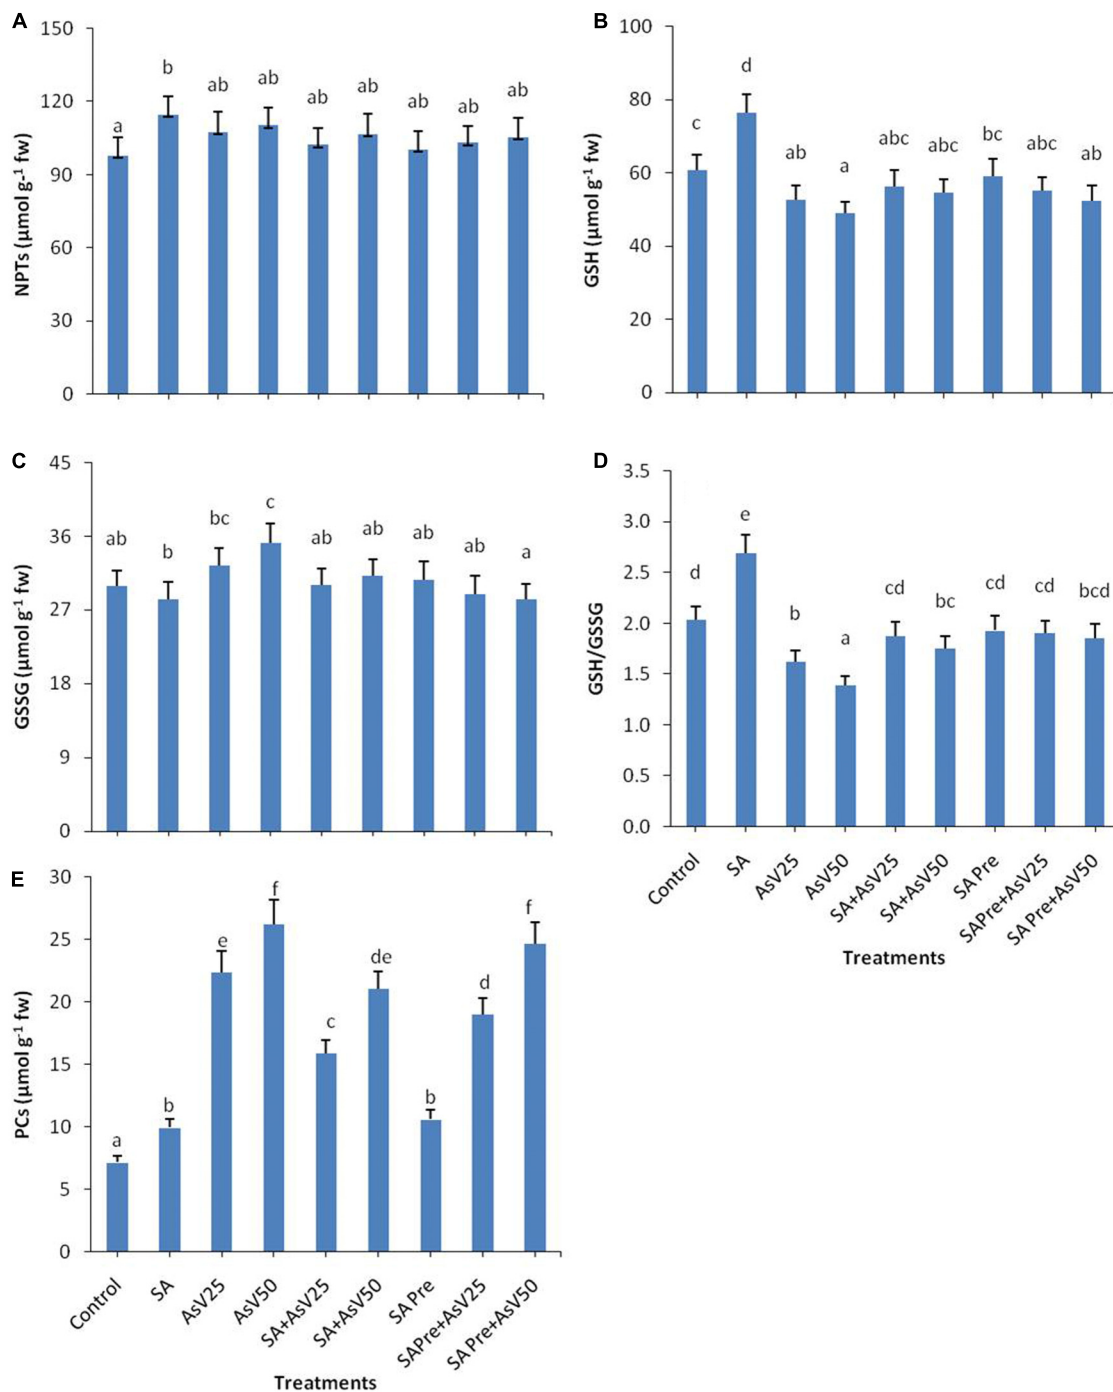 A
NPTs (µmol g-¹ fw)
150
120
90
60
30
0
a
b
ab
ab
ab
ab
ab
ab
ab
B
GSH (µmol g⁻¹ fw)
100
80
60
40
20
0
c
d
ab
a
abc
abc
bc
abc
ab
C
GSSG (µmol g⁻¹ fw)
45
36
27
18
9
0
ab
b
bc
c
ab
ab
ab
ab
a
D
GSH/GSSG
3.5
3.0
2.5
2.0
1.5
1.0
0.5
0.0
d
e
b
a
cd
bc
cd
cd
bcd
Control
SA
AsV25
AsV50
SA+AsV25
SA+AsV50
SA Pre
SAPre+AsV25
SA Pre+AsV50
Treatments
E
PCs (µmol g⁻¹ fw)
30
25
20
15
10
5
0
a
b
e
f
c
de
b
d
f
Control
SA
AsV25
AsV50
SA+AsV25
SA+AsV50
SA Pre
SAPre+AsV25
SA Pre+AsV50
Treatments